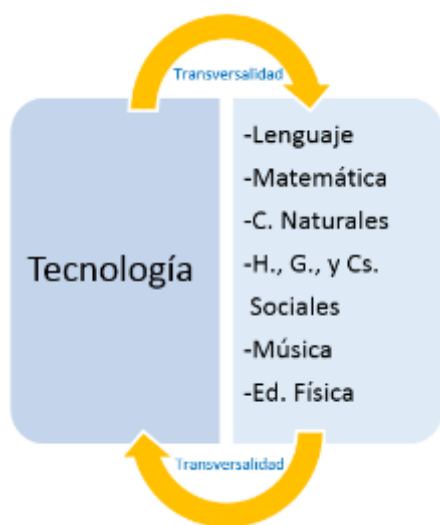 Transversalidad
Tecnología
-Lenguaje
-Matemática
-C. Naturales
-H., G., y Cs.
Sociales
-Música
-Ed. Física
Transversalidad